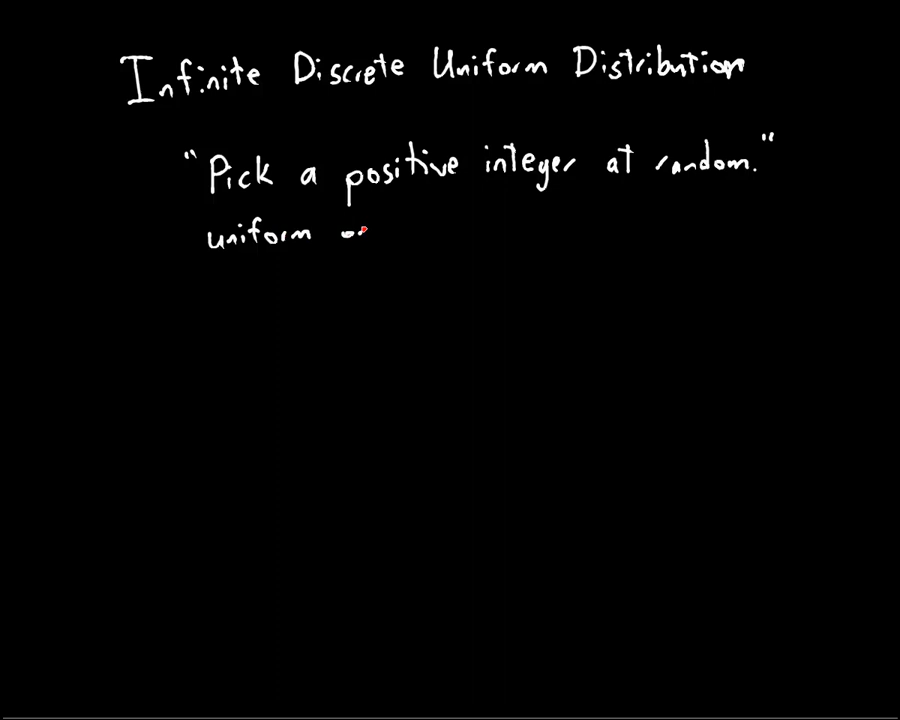 Infinite Discrete Uniform Distribution
"Pick a positive integer at random."
uniform